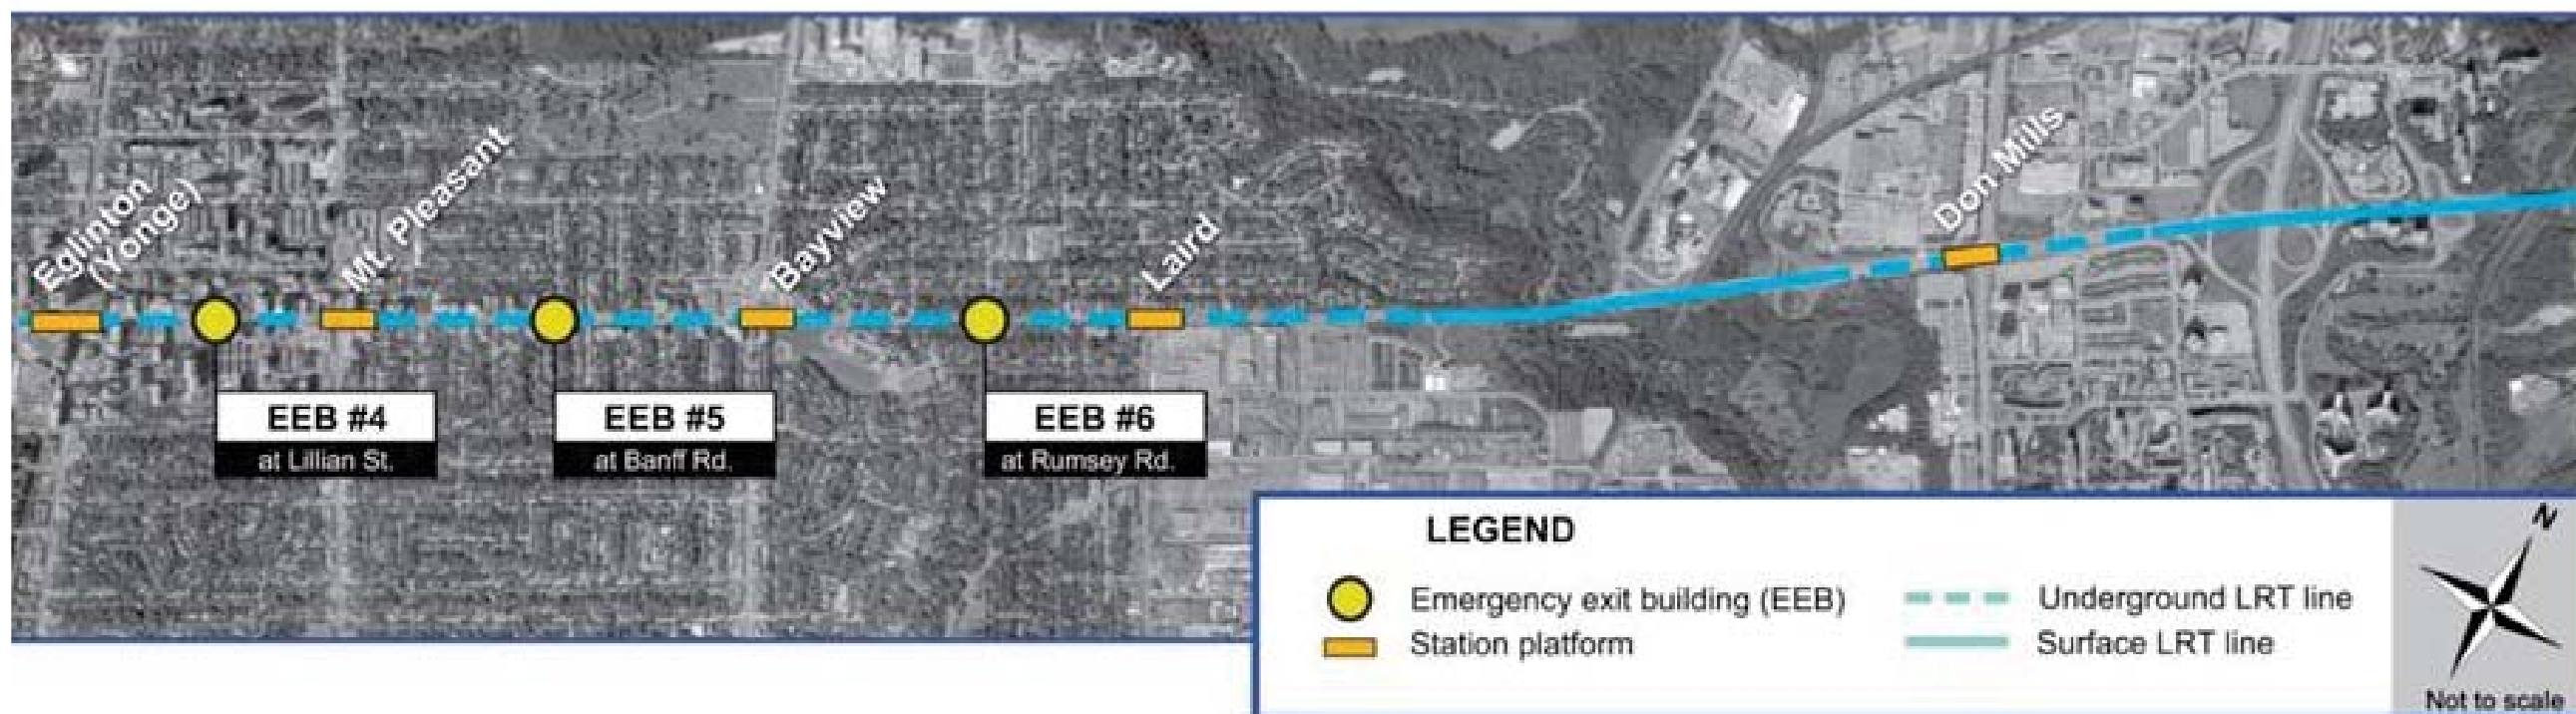 Eglinton
(Yonge)
Mt. Pleasant
Bayview
Laird
Don Mills
EEB #4
at Lillian St.
EEB #5
at Banff Rd.
EEB #6
at Rumsey Rd.
LEGEND
Emergency exit building (EEB)
Station platform
Underground LRT line
Surface LRT line
N
Not to scale